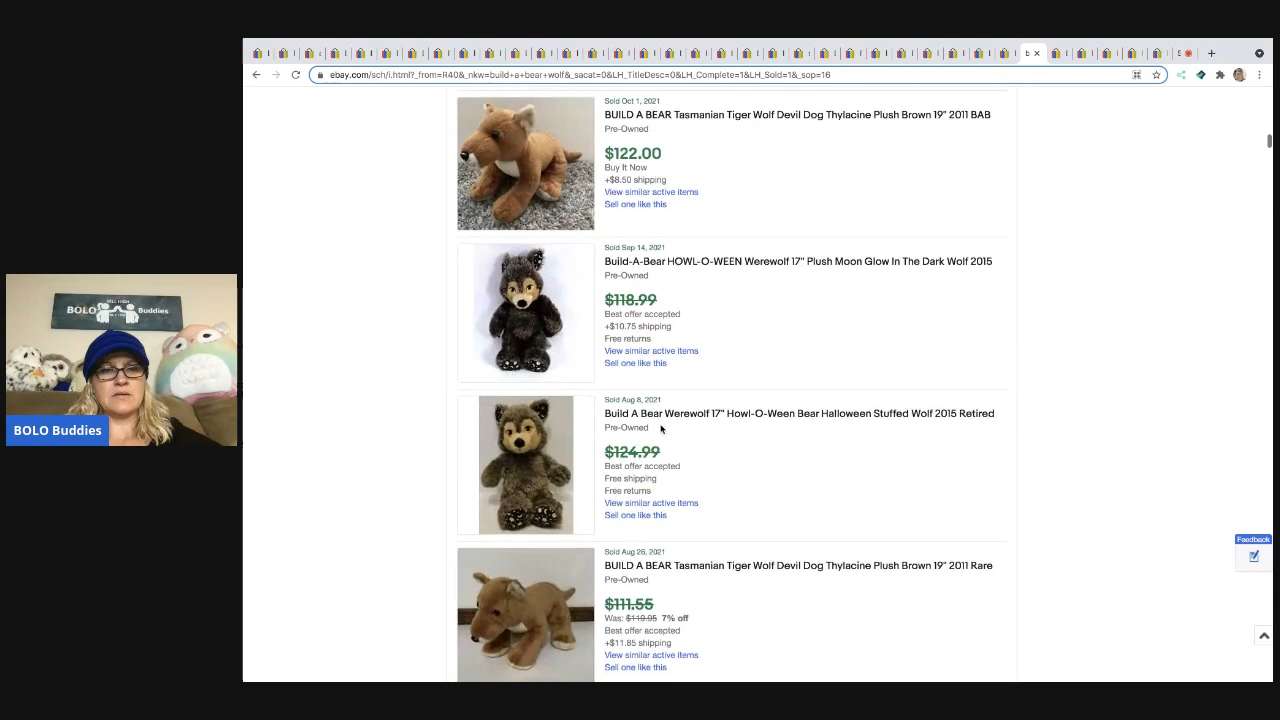 ebay.com/sch/i.html?_from=R40&_nkw=build+a+bear+wolf&_sacat=0&LH_TitleDesc=0&LH_Complete=1&LH_Sold=1&_sop=16
Sold Oct 1, 2021
BUILD A BEAR Tasmanian Tiger Wolf Devil Dog Thylacine Plush Brown 19" 2011 BAB
Pre-Owned
$122.00
Buy It Now
+$8.50 shipping
View similar active items
Sell one like this
Sold Sep 14, 2021
Build-A-Bear HOWL-O-WEEN Werewolf 17" Plush Moon Glow In The Dark Wolf 2015
Pre-Owned
$118.99
Best offer accepted
+$10.75 shipping
Free returns
View similar active items
Sell one like this
Sold Aug 8, 2021
Build A Bear Werewolf 17" Howl-O-Ween Bear Halloween Stuffed Wolf 2015 Retired
Pre-Owned
$124.99
Best offer accepted
Free shipping
Free returns
View similar active items
Sell one like this
Sold Aug 26, 2021
BUILD A BEAR Tasmanian Tiger Wolf Devil Dog Thylacine Plush Brown 19" 2011 Rare
Pre-Owned
$111.55
Was: $119.95 7% off
Best offer accepted
+$11.85 shipping
View similar active items
Sell one like this
Feedback
BOLO Buddies
BOLO Buddies